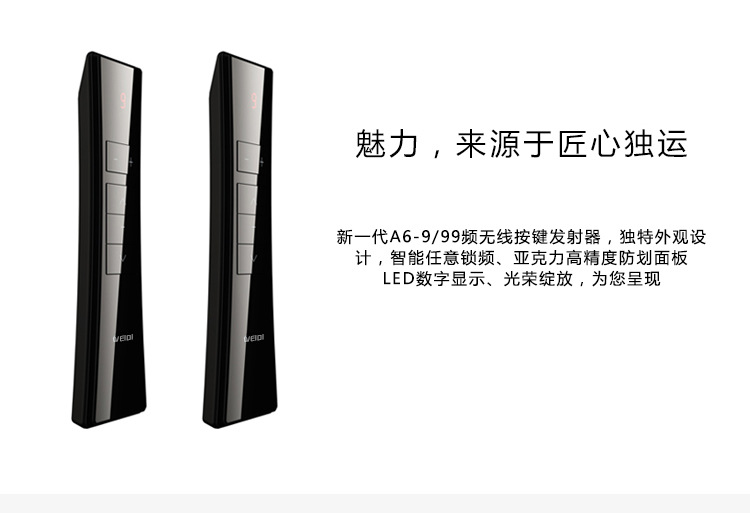 魅力，来源于匠心独运
新一代A6-9/99频无线按键发射器，独特外观设
计，智能任意锁频、亚克力高精度防划面板
LED数字显示、光荣绽放，为您呈现
9
9
- +
- +
WEIDI
WEIDI